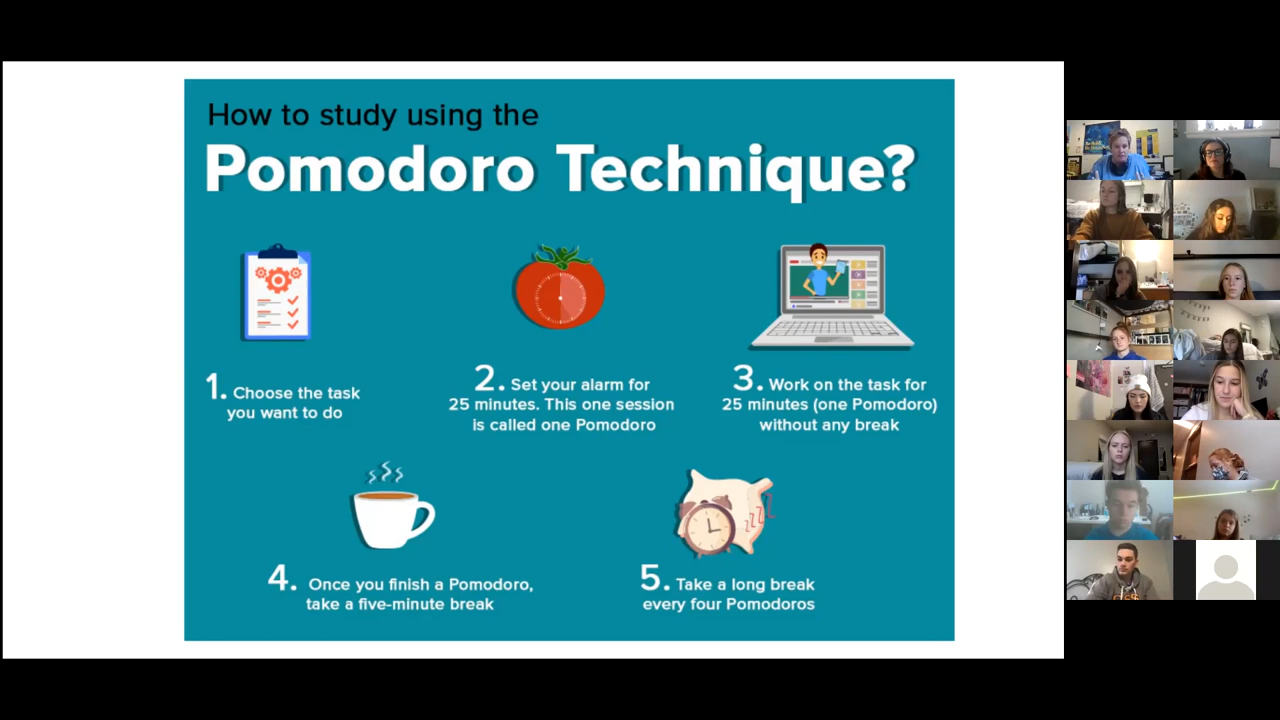 How to study using the
Pomodoro Technique?
1. Choose the task
you want to do
2. Set your alarm for
25 minutes. This one session
is called one Pomodoro
3. Work on the task for
25 minutes (one Pomodoro)
without any break
4. Once you finish a Pomodoro,
take a five-minute break
5. Take a long break
every four Pomodoros
zzz